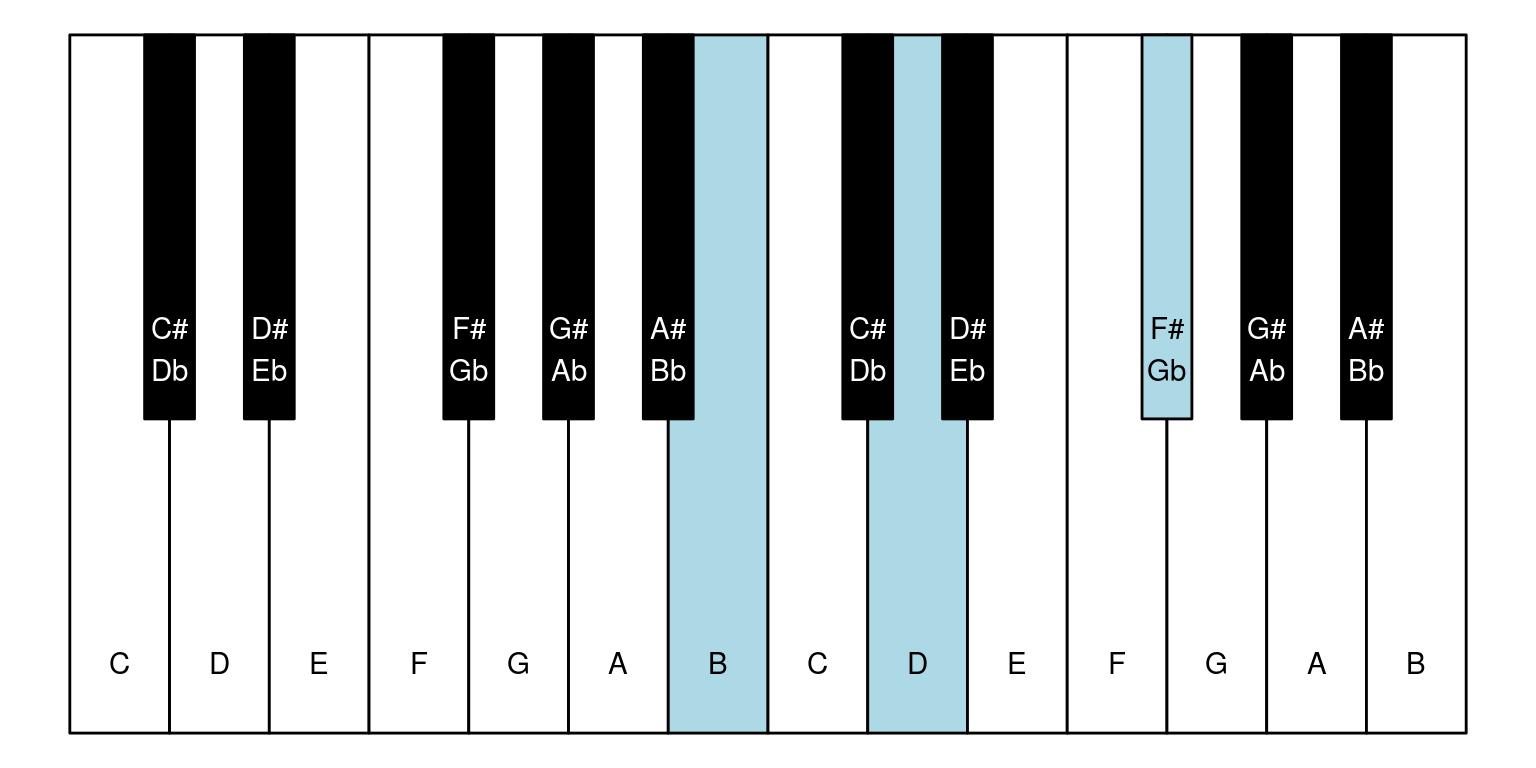 C# D# F# G# A# C# D# F# G# A#
Db Eb Gb Ab Bb Db Eb Gb Ab Bb
C D E F G A B C D E F G A B